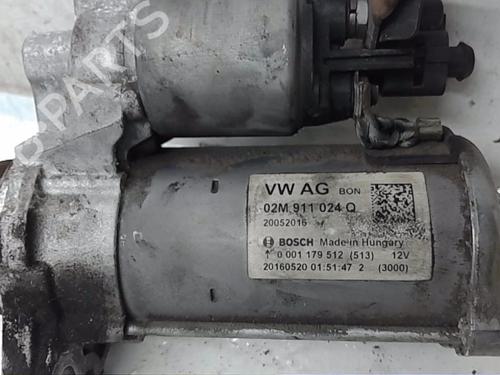 PARTS
VW AG BON
02M 911 024 Q
20052016
BOSCH Made in Hungary
↑ 0 001 179 512 (513) 12V
20160520 01:51:47 2 (3000)